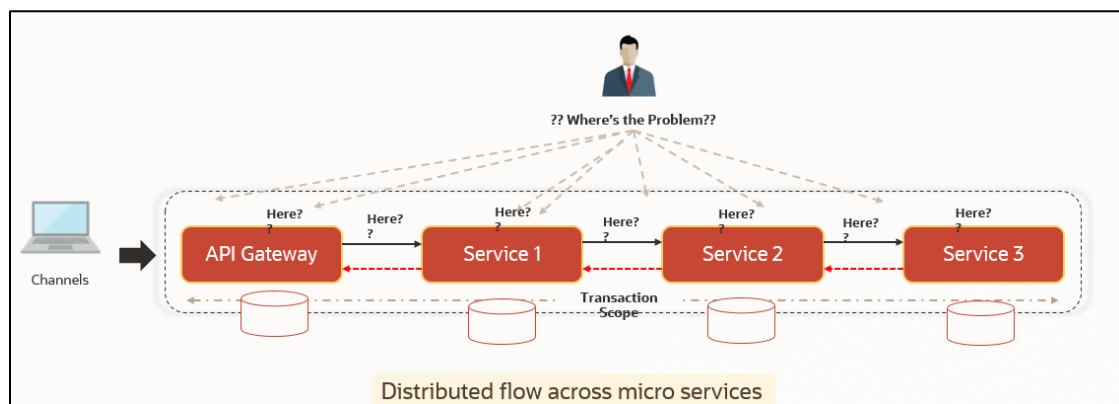 ?? Where's the Problem??
Here?
?
Here?
?
Here?
?
Here?
?
Here?
?
Here?
?
Here?
?
API Gateway
Service 1
Service 2
Service 3
Channels
Transaction
Scope
Distributed flow across micro services